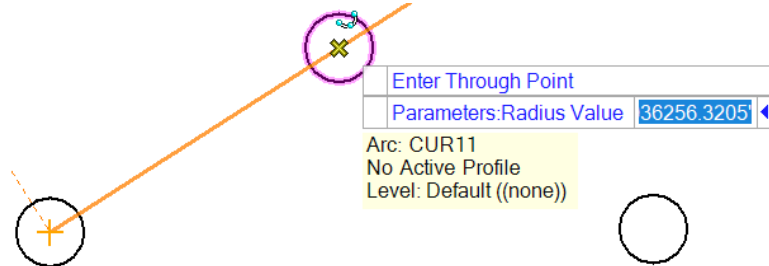 Enter Through Point
Parameters:Radius Value 36256.3205'
Arc: CUR11
No Active Profile
Level: Default ((none))